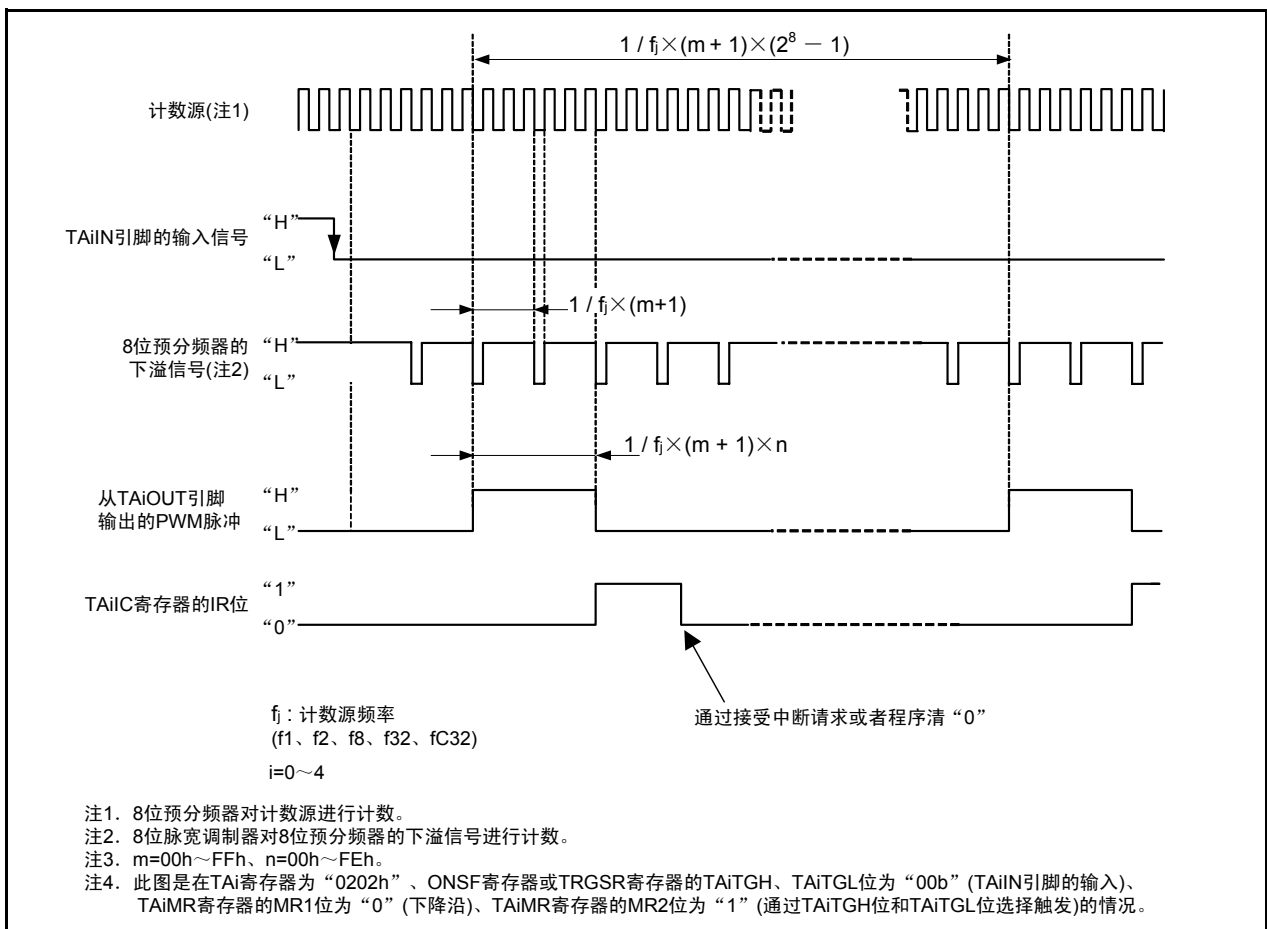 1 / fj×(m + 1)×(2⁸ － 1)
计数源(注1)
“H”
TAiIN引脚的输入信号
“L”
1 / fj×(m+1)
8位预分频器的 “H”
下溢信号(注2) “L”
1 / fj×(m + 1)×n
从TAiOUT引脚 “H”
输出的PWM脉冲 “L”
“1”
TAiIC寄存器的IR位
“0”
fj : 计数源频率
(f1、f2、f8、f32、fC32)
i=0～4
通过接受中断请求或者程序清“0”
注1. 8位预分频器对计数源进行计数。
注2. 8位脉宽调制器对8位预分频器的下溢信号进行计数。
注3. m=00h～FFh、n=00h～FEh。
注4. 此图是在TAi寄存器为“0202h”、ONSF寄存器或TRGSR寄存器的TAiTGH、TAiTGL位为“00b”(TAiIN引脚的输入)、
TAiMR寄存器的MR1位为“0”(下降沿)、TAiMR寄存器的MR2位为“1”(通过TAiTGH位和TAiTGL位选择触发)的情况。